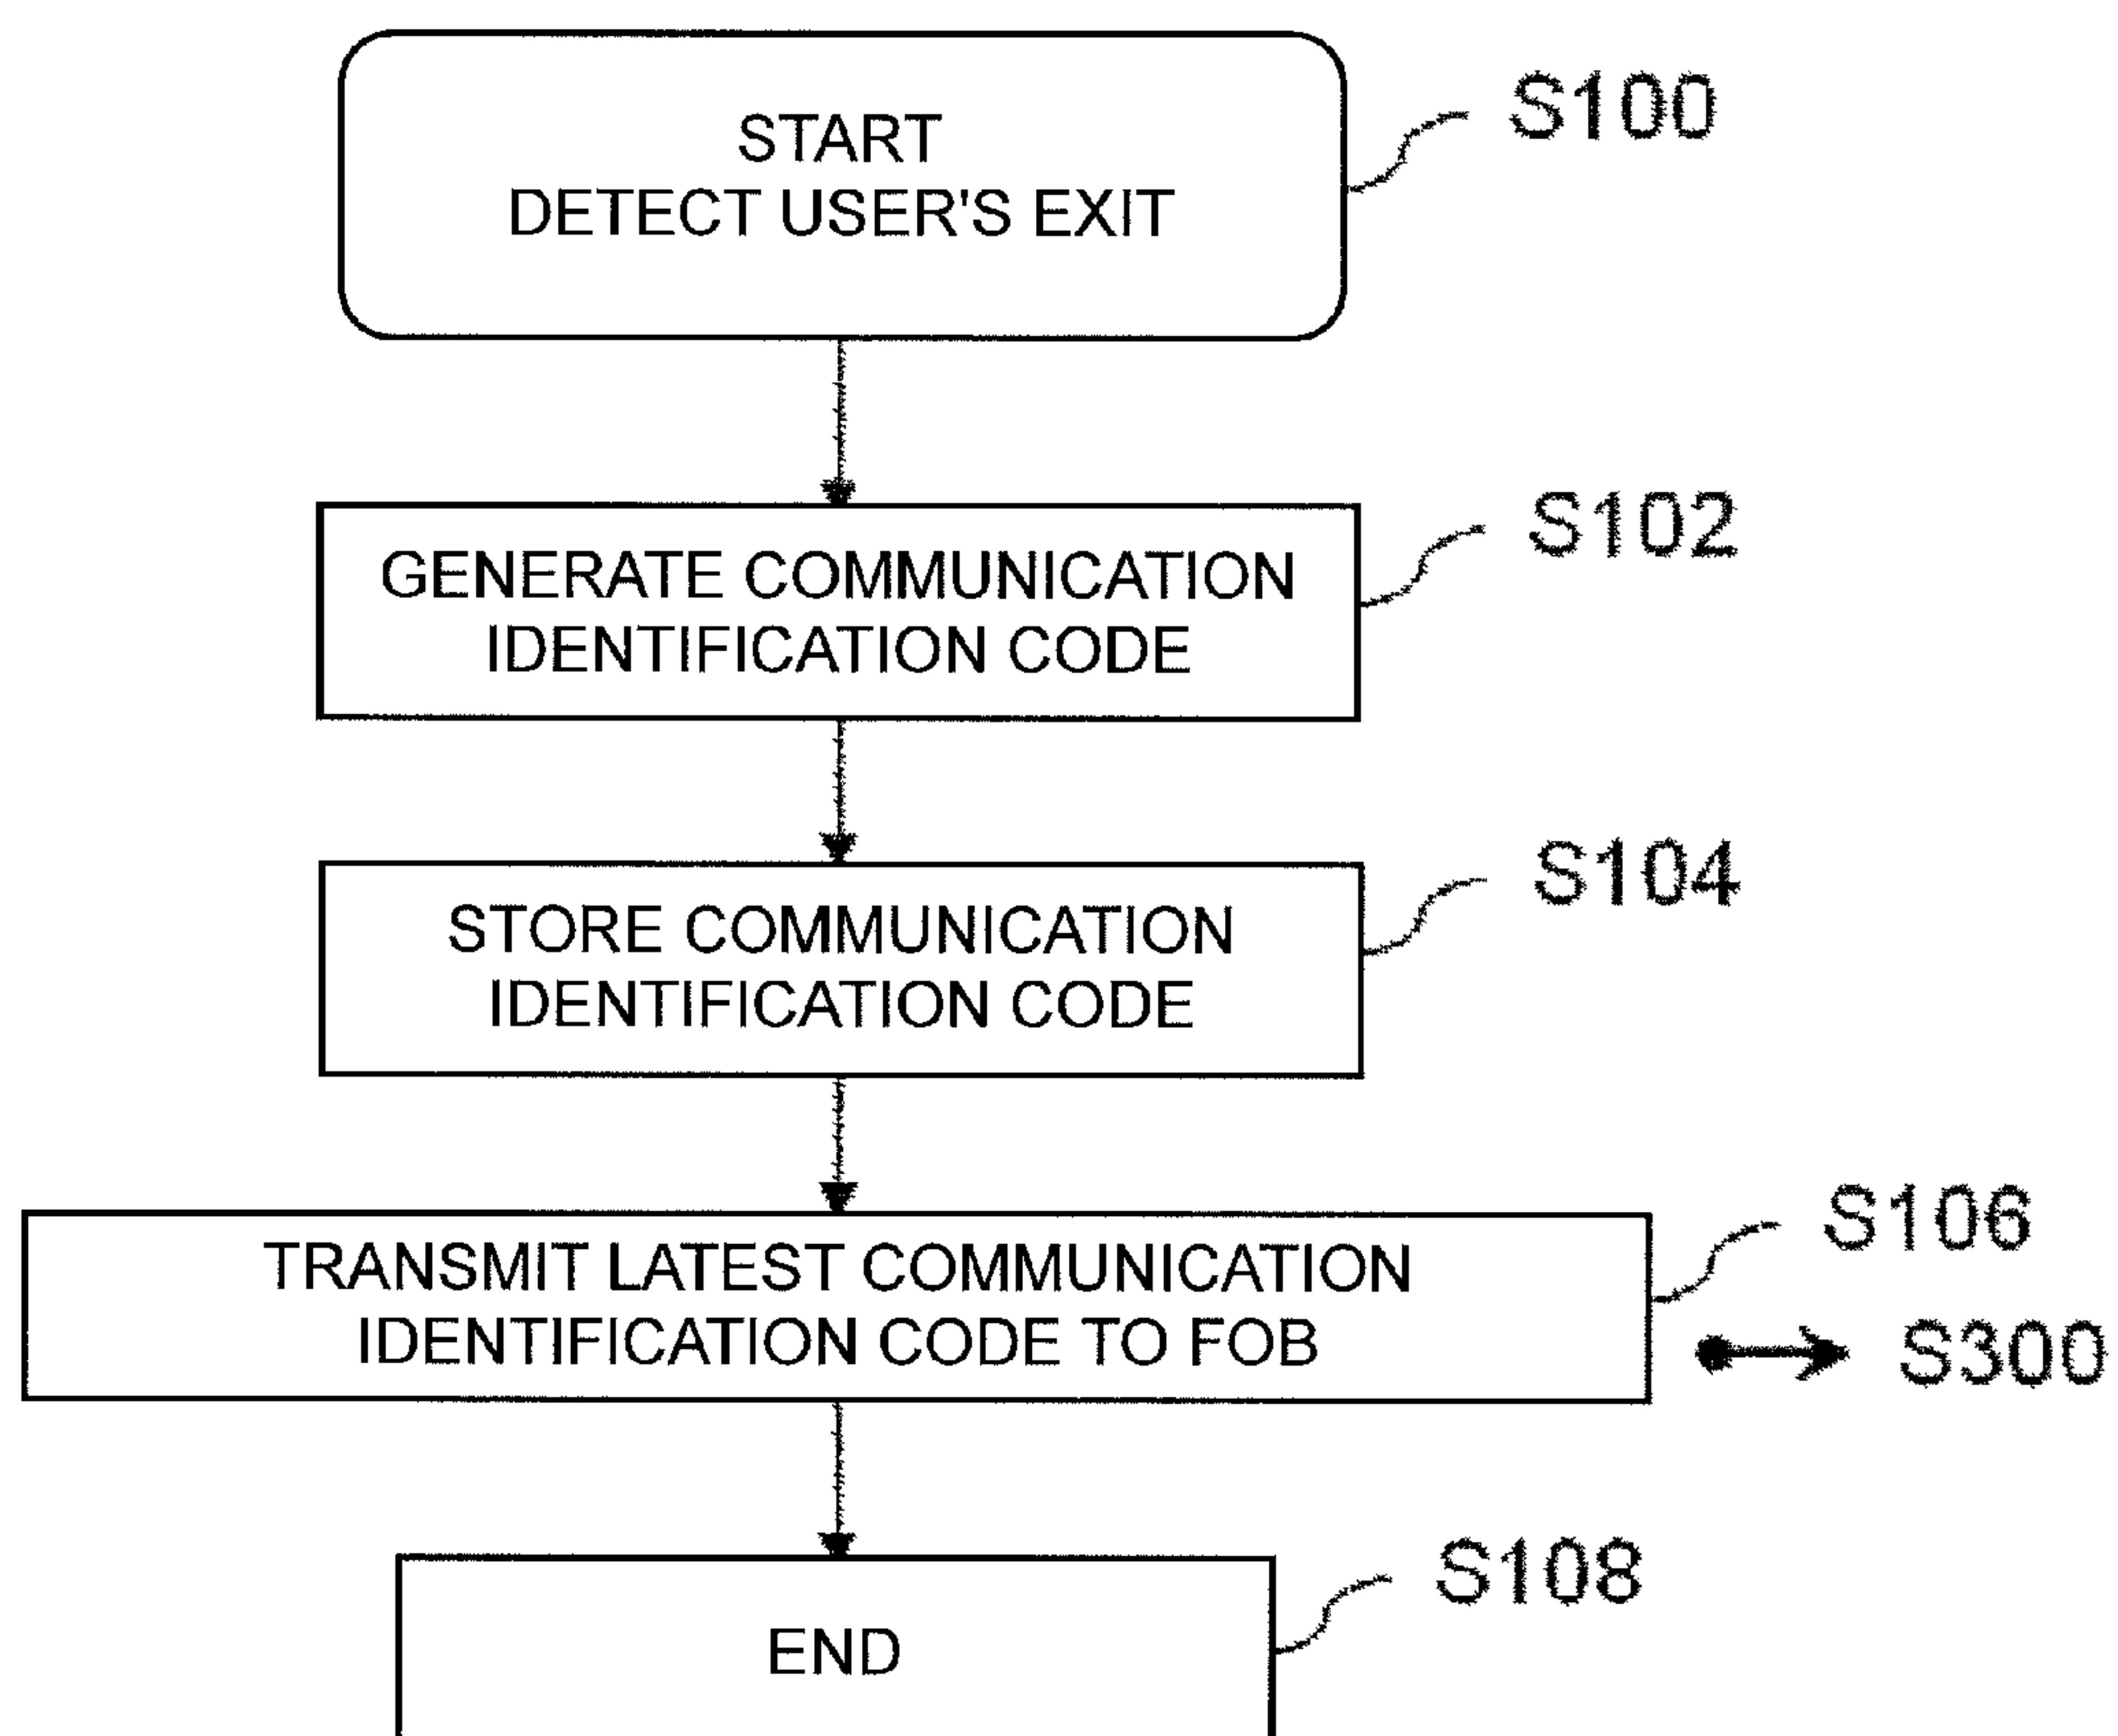 START
DETECT USER'S EXIT
S100
GENERATE COMMUNICATION
IDENTIFICATION CODE
S102
STORE COMMUNICATION
IDENTIFICATION CODE
S104
TRANSMIT LATEST COMMUNICATION
IDENTIFICATION CODE TO FOB
S106
S300
END
S108